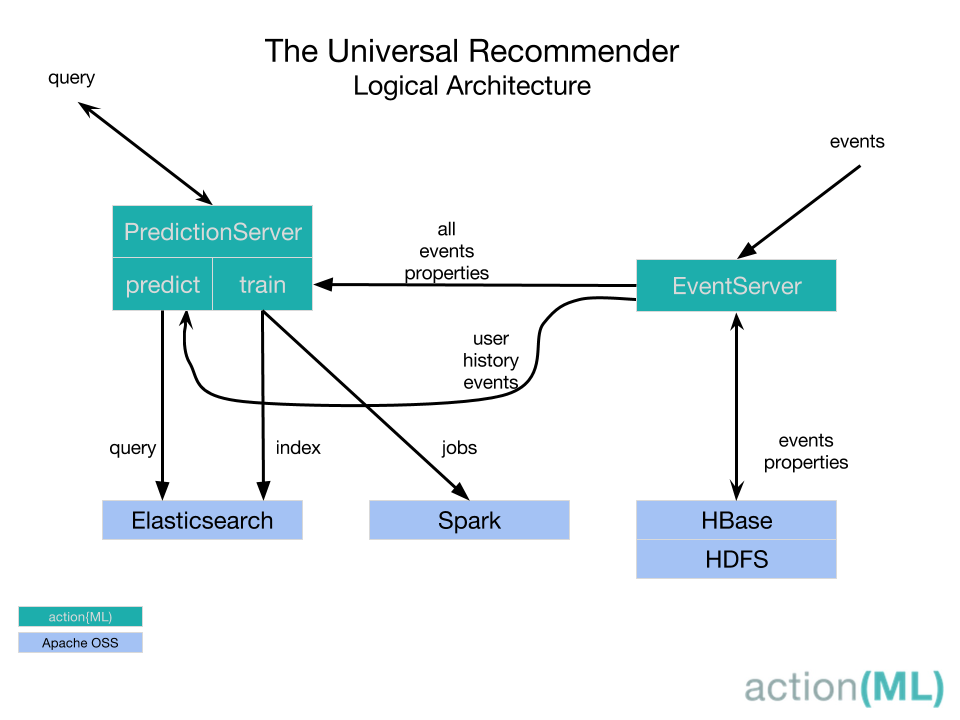 The Universal Recommender
Logical Architecture
query
events
PredictionServer
predict
train
all
events
properties
EventServer
user
history
events
query
index
jobs
events
properties
Elasticsearch
Spark
HBase
HDFS
action{ML)
Apache OSS
action(ML)